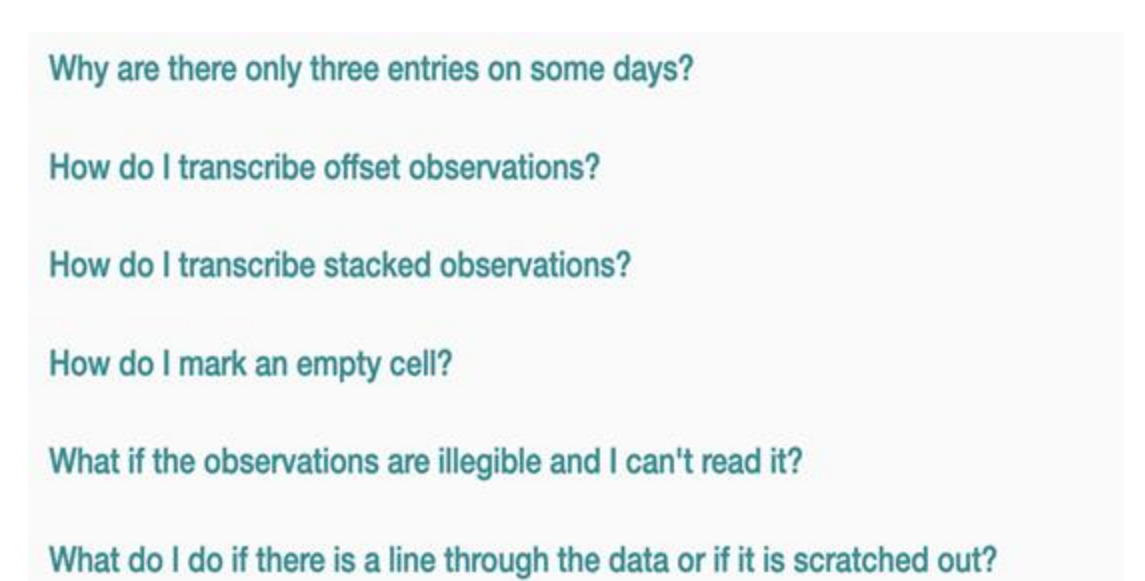 Why are there only three entries on some days?
How do I transcribe offset observations?
How do I transcribe stacked observations?
How do I mark an empty cell?
What if the observations are illegible and I can't read it?
What do I do if there is a line through the data or if it is scratched out?